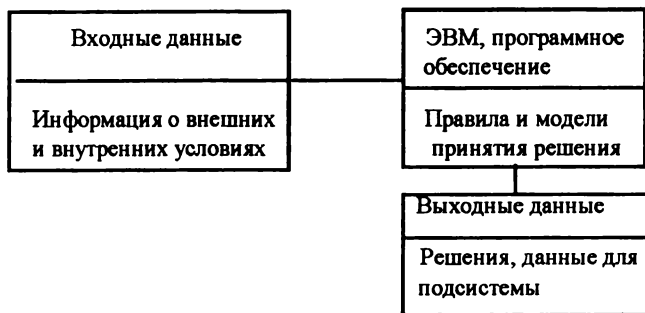 Входные данные
Информация о внешних
и внутренних условиях
ЭВМ, программное
обеспечение
Правила и модели
принятия решения
Выходные данные
Решения, данные для
подсистемы